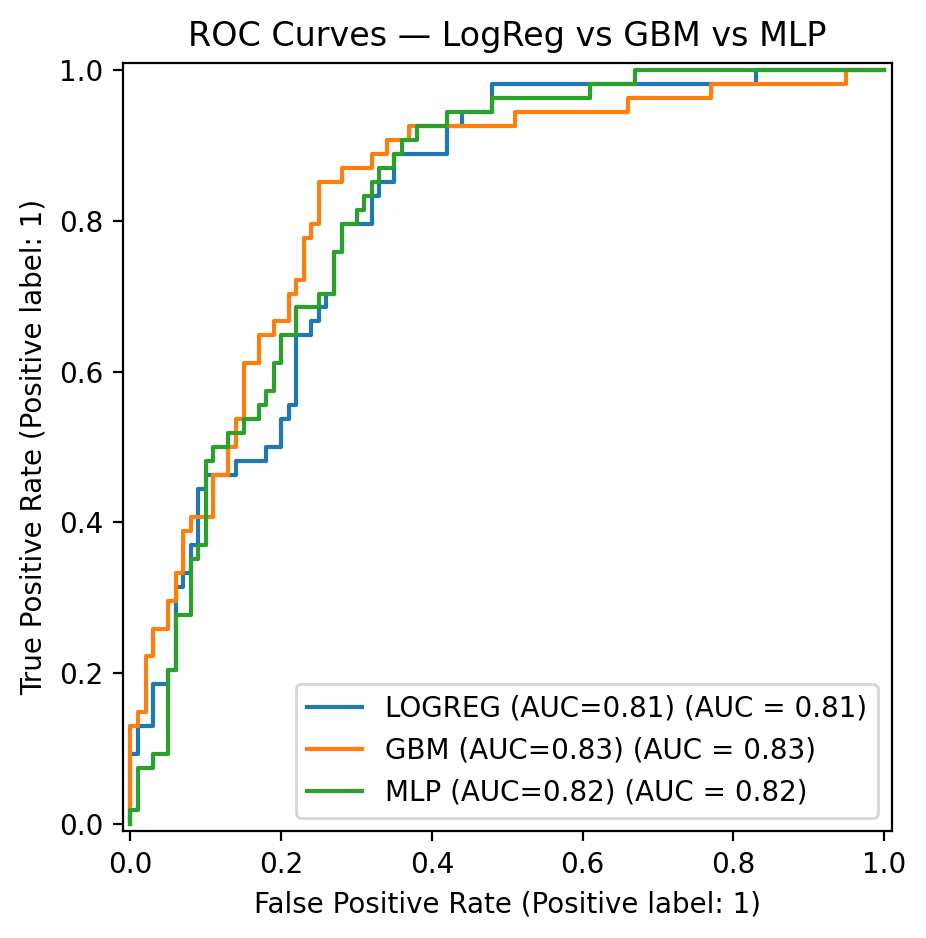 ROC Curves — LogReg vs GBM vs MLP
True Positive Rate (Positive label: 1)
1.0
0.8
0.6
0.4
0.2
0.0
LOGREG (AUC=0.81) (AUC = 0.81)
GBM (AUC=0.83) (AUC = 0.83)
MLP (AUC=0.82) (AUC = 0.82)
0.0 0.2 0.4 0.6 0.8 1.0
False Positive Rate (Positive label: 1)